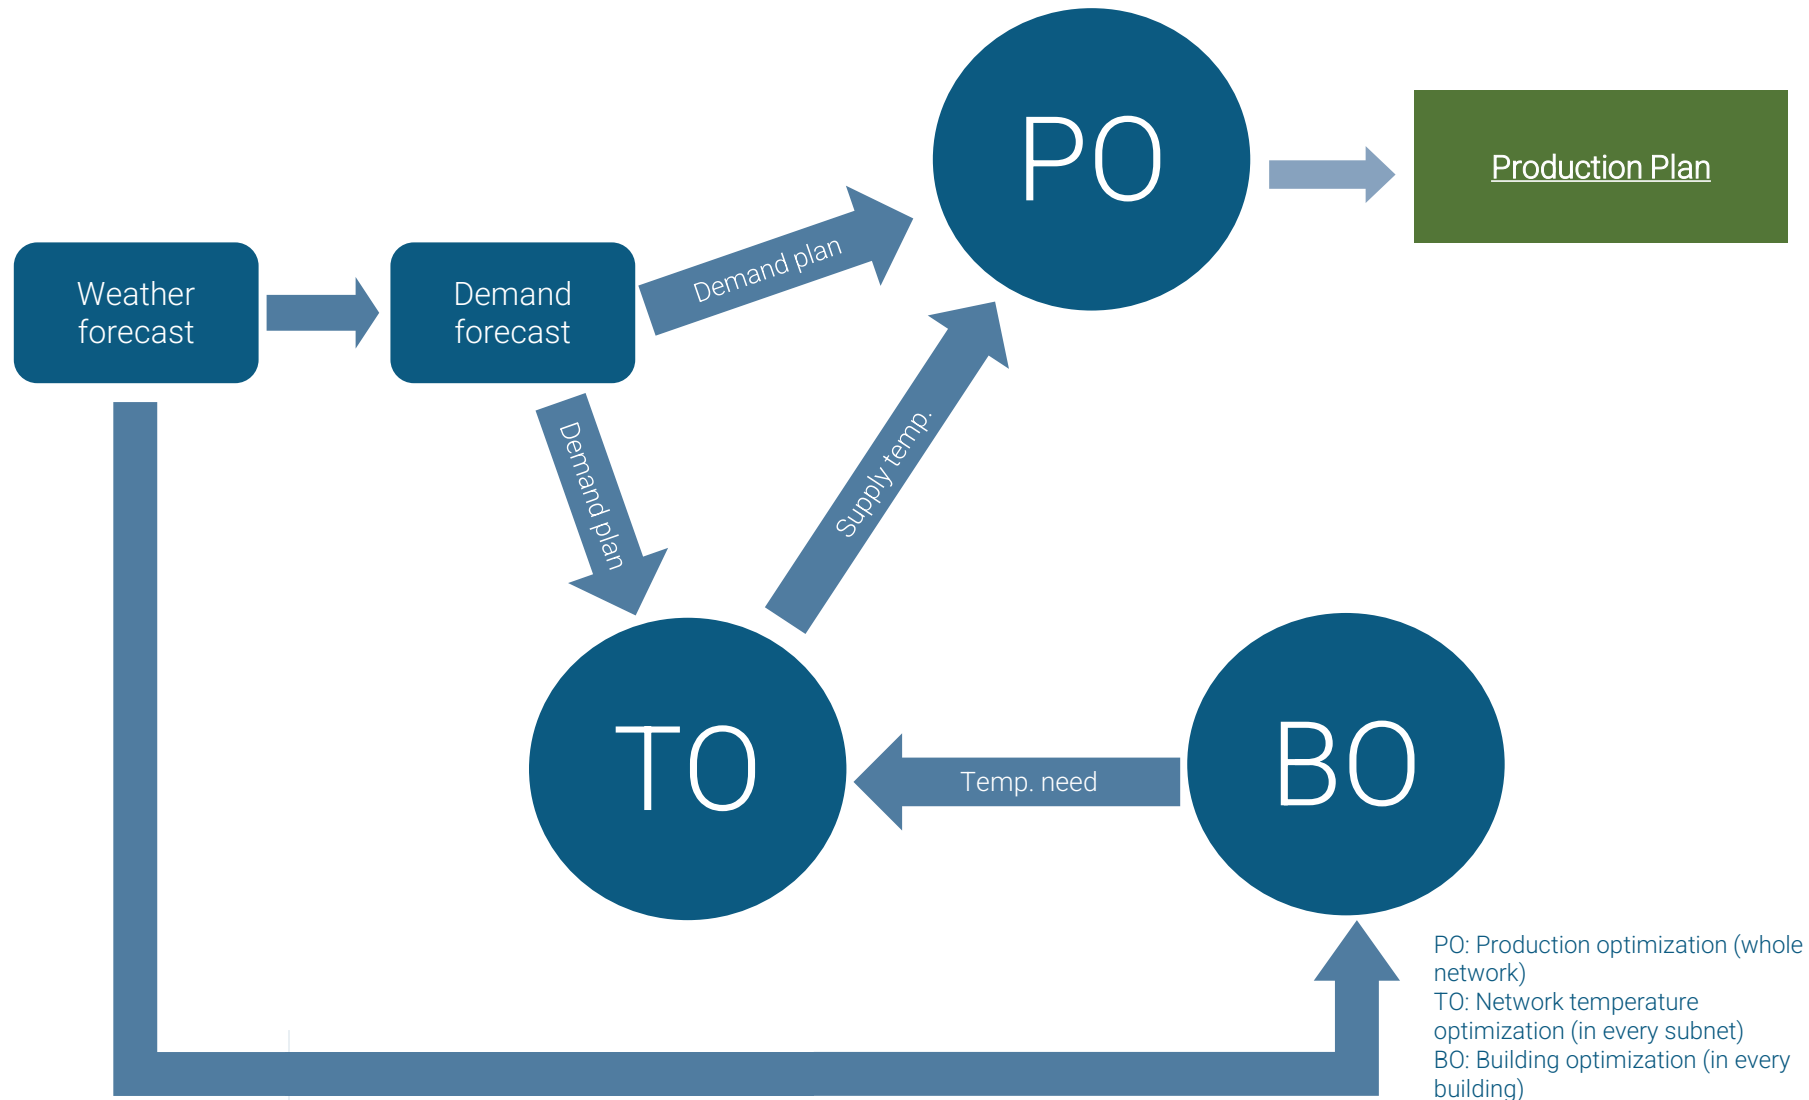 PO
Production Plan
Demand plan
Weather
forecast
Demand
forecast
Supply temp.
Demand plan
TO
Temp. need
BO
PO: Production optimization (whole
network)
TO: Network temperature
optimization (in every subnet)
BO: Building optimization (in every
building)